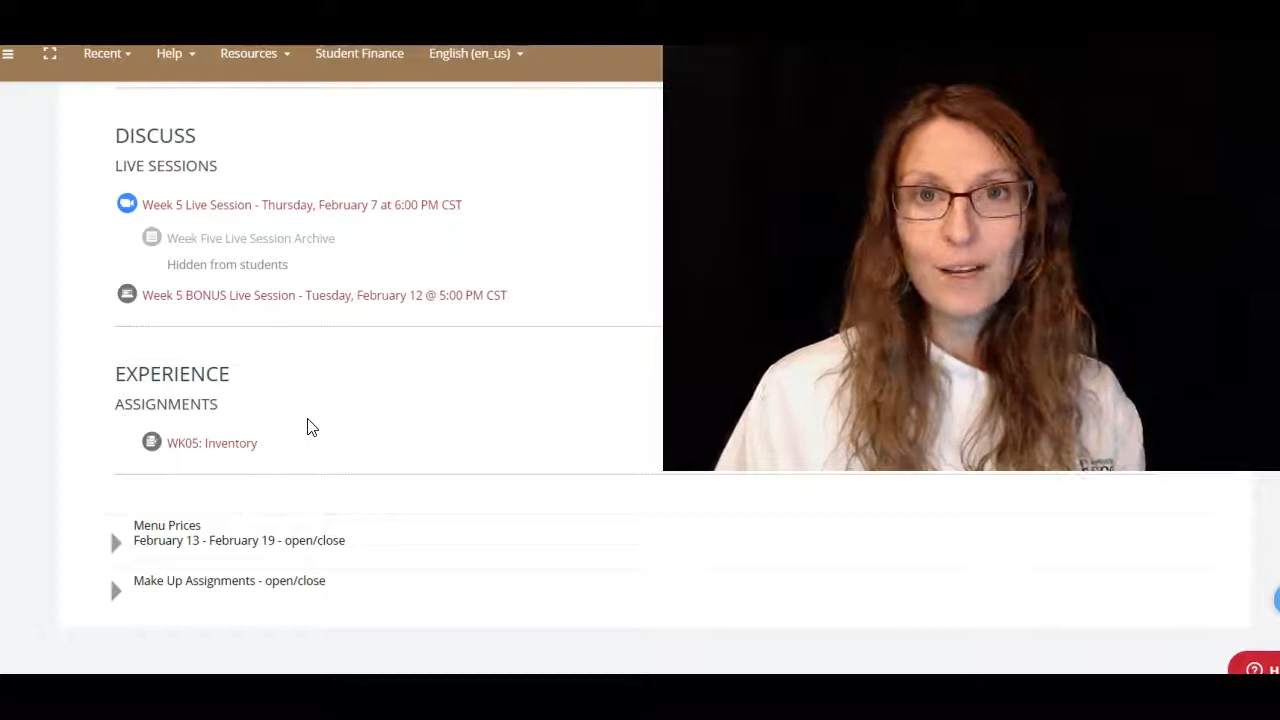 Recent Help Resources Student Finance English (en_us)
DISCUSS
LIVE SESSIONS
Week 5 Live Session - Thursday, February 7 at 6:00 PM CST
Week Five Live Session Archive
Hidden from students
Week 5 BONUS Live Session - Tuesday, February 12 @ 5:00 PM CST
EXPERIENCE
ASSIGNMENTS
WK05: Inventory
Menu Prices
February 13 - February 19 - open/close
Make Up Assignments - open/close